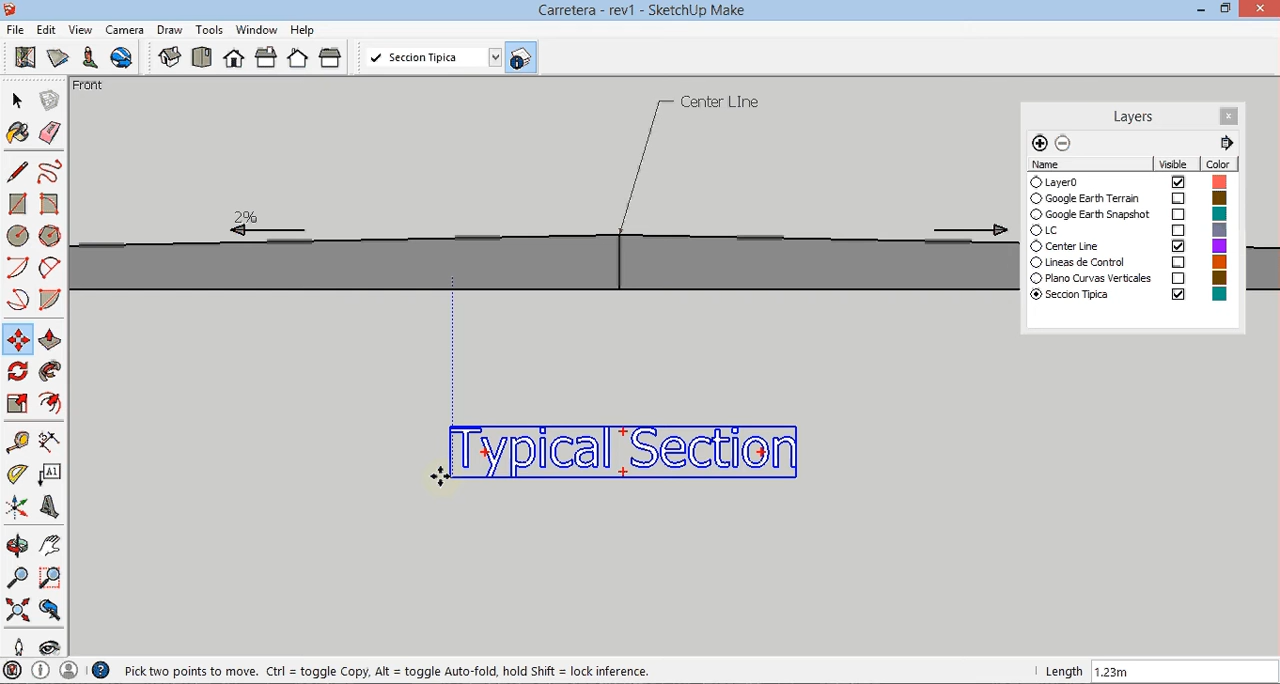 Carretera - rev1 - SketchUp Make
File Edit View Camera Draw Tools Window Help
Seccion Tipica
Front
Center LIne
2%
Layers
Name Visible Color
Layer0
Google Earth Terrain
Google Earth Snapshot
LC
Center Line
Lineas de Control
Plano Curvas Verticales
Seccion Tipica
Typical Section
A1
Pick two points to move. Ctrl = toggle Copy, Alt = toggle Auto-fold, hold Shift = lock inference.
Length 1.23m